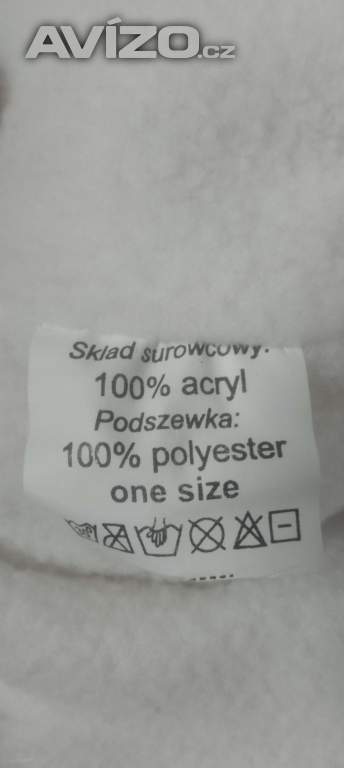 AVÍZO.cz
Skład surowcowy:
100% acryl
Podszewka:
100% polyester
one size